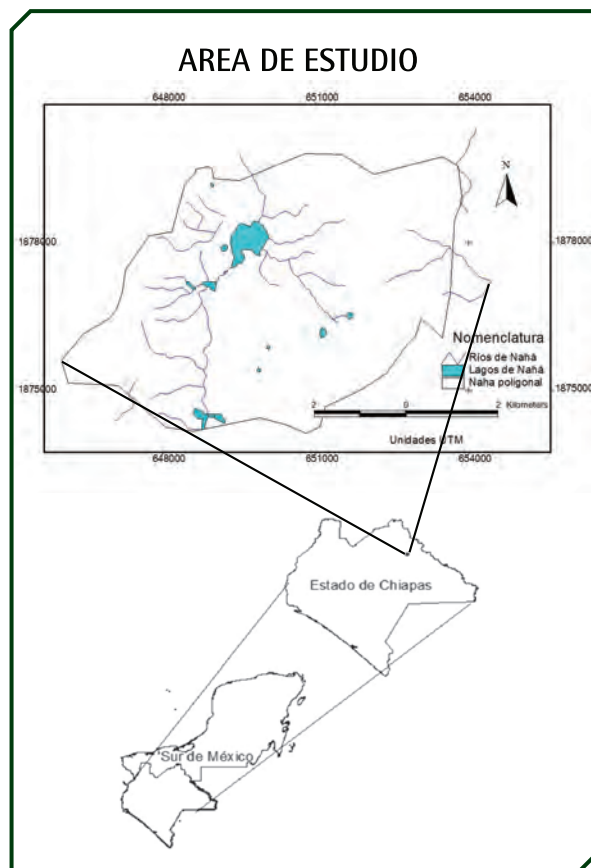 AREA DE ESTUDIO
648000 651000 654000
N
1878000 1878000
Nomenclatura
Ríos de Nahá
Lagos de Nahá
Naha poligonal
1875000 1875000
2 0 2 Kilometers
Unidades UTM
648000 651000 654000
Estado de Chiapas
Sur de México